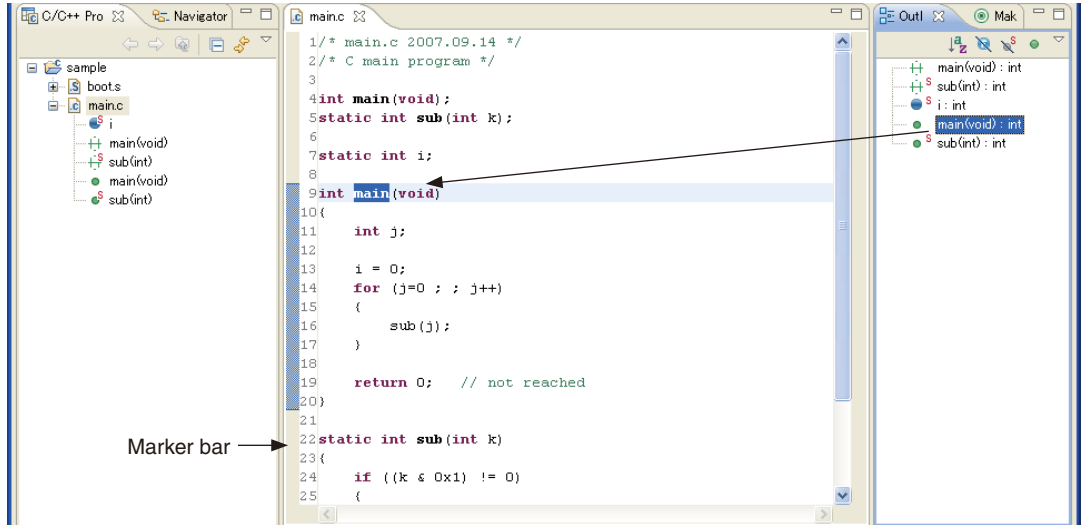 C/C++ Pro
Navigator
sample
boot.s
main.c
i
main(void)
sub(int)
main(void)
sub(int)
Marker bar
main.c
1/* main.c 2007.09.14 */
2/* C main program */
3
4int main(void);
5static int sub(int k);
6
7static int i;
8
9int main(void)
10{
11    int j;
12
13    i = 0;
14    for (j=0 ; ; j++)
15    {
16        sub(j);
17    }
18
19    return 0;   // not reached
20}
21
22static int sub(int k)
23{
24    if ((k & 0x1) != 0)
25    {
Outl
Mak
main(void) : int
S sub(int) : int
S i : int
main(void) : int
S sub(int) : int